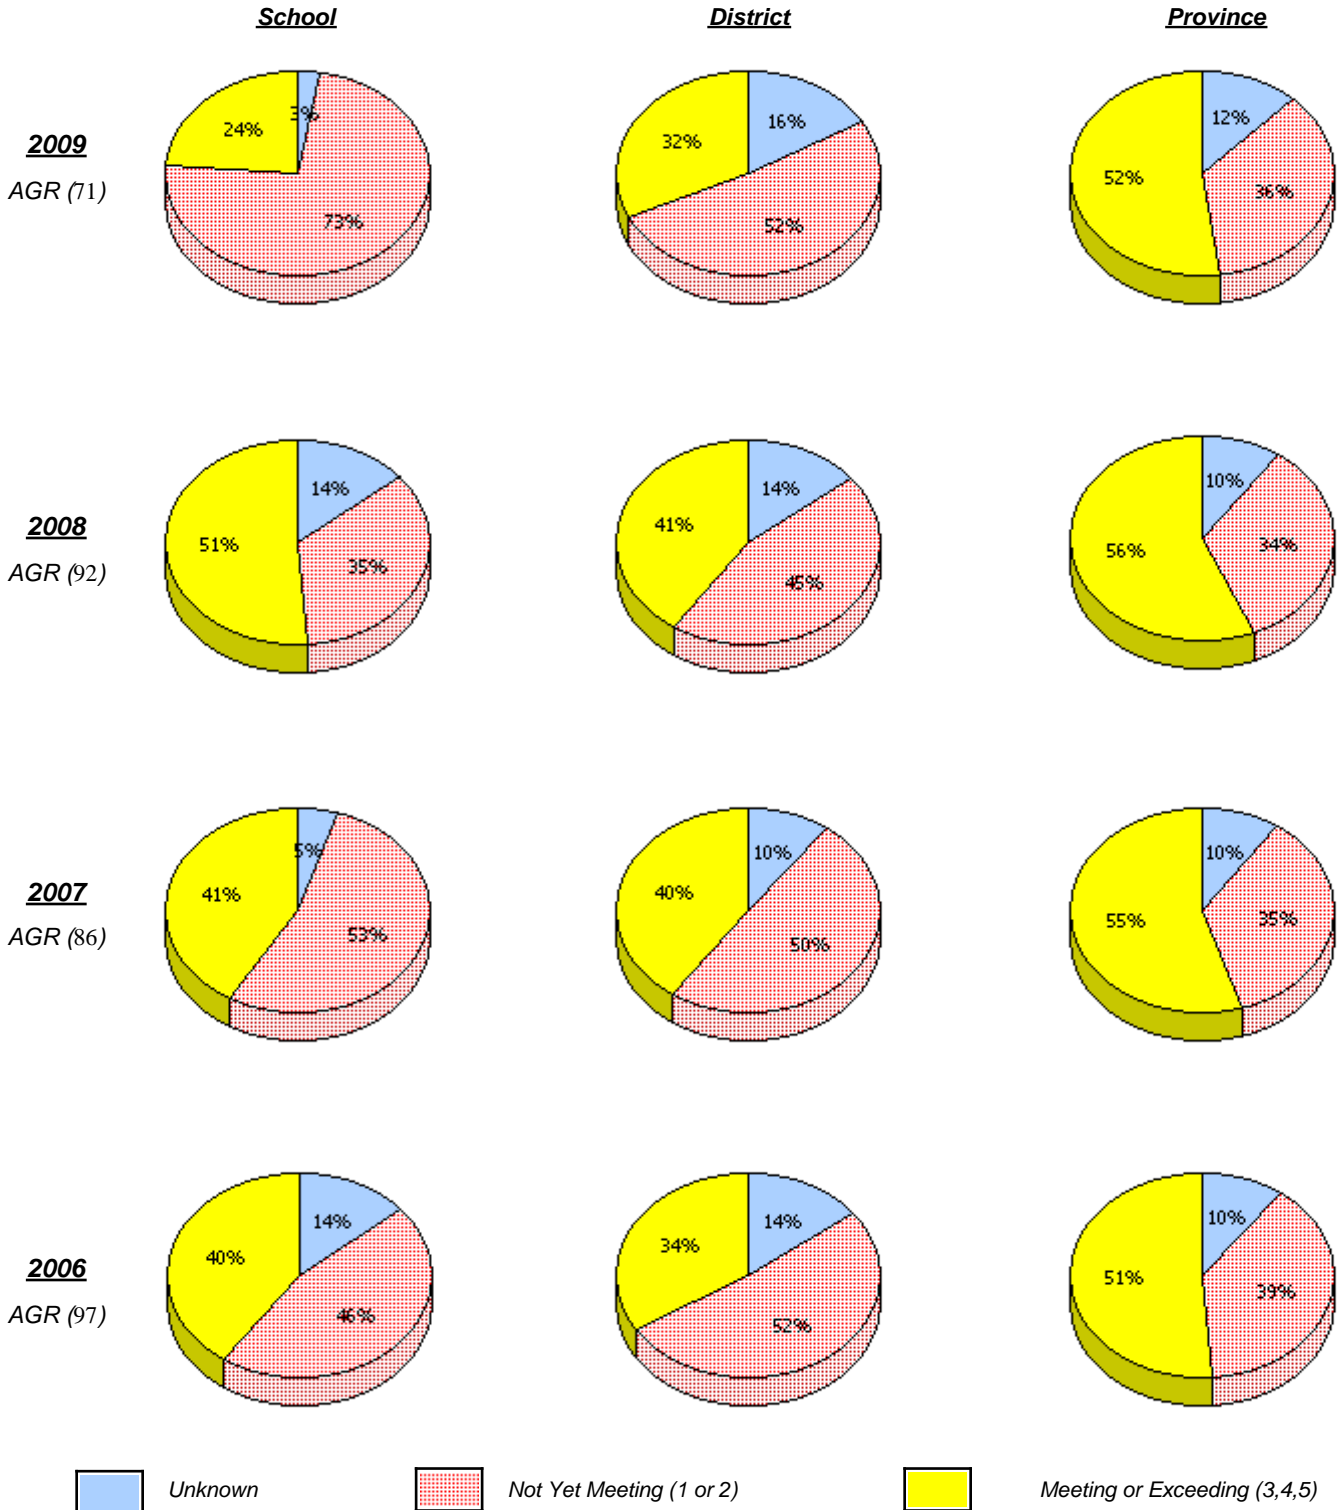 School District Province
2009
AGR (71)
24% 3% 73%
32% 16% 52%
52% 12% 36%
2008
AGR (92)
51% 14% 35%
41% 14% 45%
56% 10% 34%
2007
AGR (86)
41% 5% 53%
40% 10% 50%
55% 10% 35%
2006
AGR (97)
40% 14% 46%
34% 14% 52%
51% 10% 39%
Unknown Not Yet Meeting (1 or 2) Meeting or Exceeding (3,4,5)